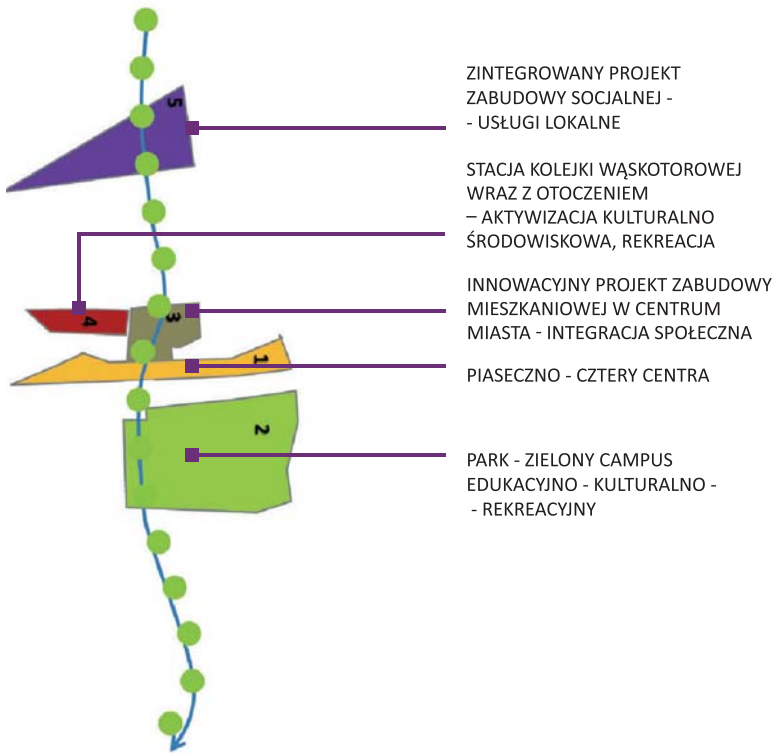 5
ZINTEGROWANY PROJEKT
ZABUDOWY SOCJALNEJ -
- USŁUGI LOKALNE
STACJA KOLEJKI WĄSKOTOROWEJ
WRAZ Z OTOCZENIEM
– AKTYWIZACJA KULTURALNO
ŚRODOWISKOWA, REKREACJA
4
3
INNOWACYJNY PROJEKT ZABUDOWY
MIESZKANIOWEJ W CENTRUM
MIASTA - INTEGRACJA SPOŁECZNA
1
PIASECZNO - CZTERY CENTRA
2
PARK - ZIELONY CAMPUS
EDUKACYJNO - KULTURALNO -
- REKREACYJNY